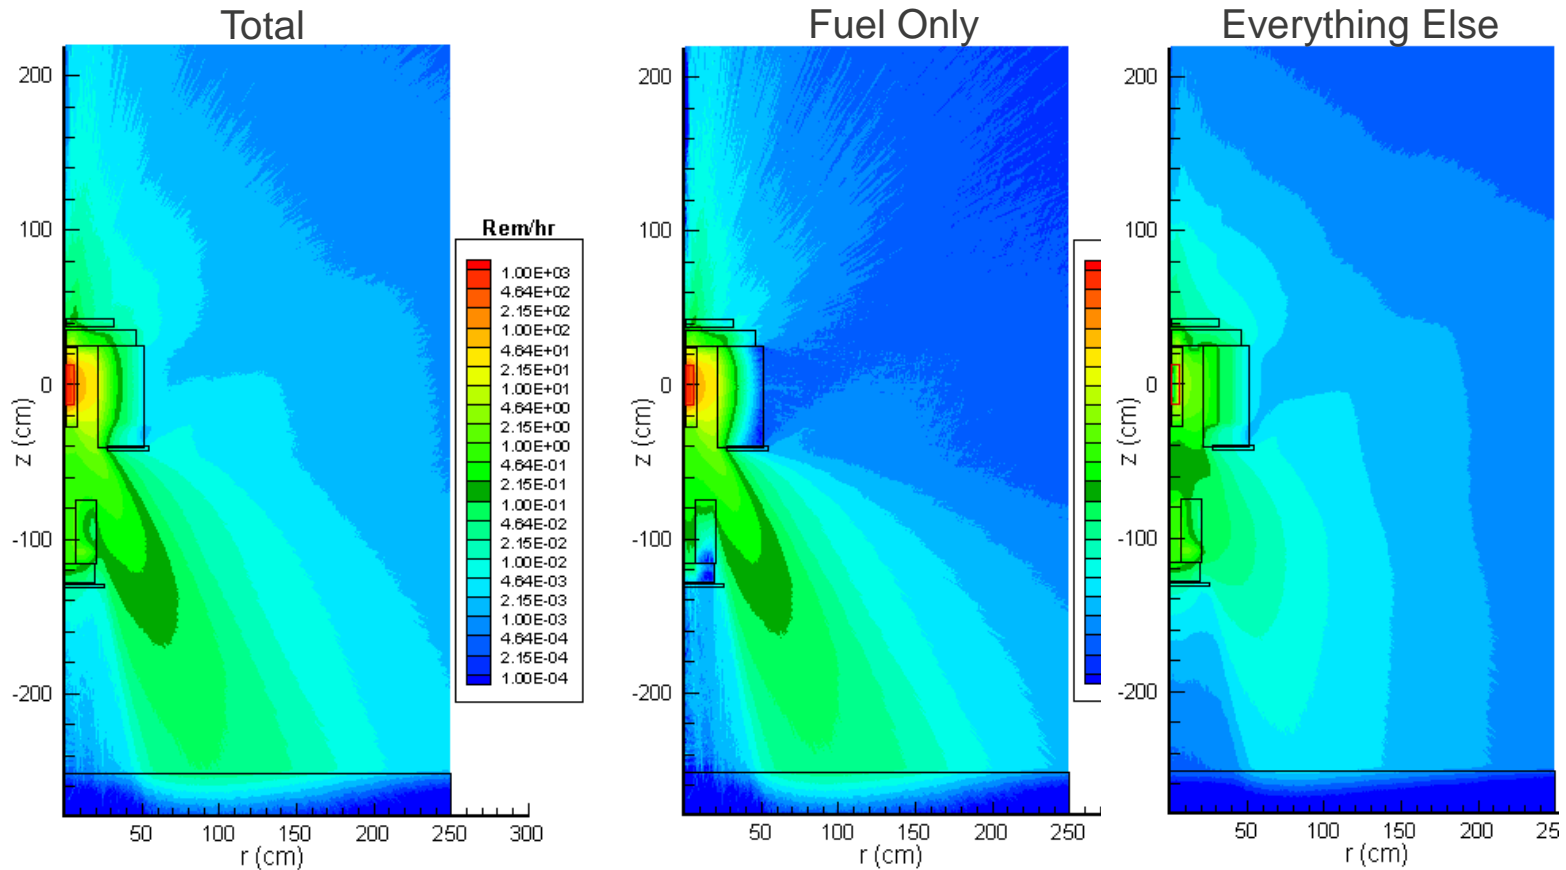 Total
Fuel Only
Everything Else
200
100
0
-100
-200
z (cm)
50
100
150
200
250
300
r (cm)
Rem/hr
1.00E+03
4.64E+02
2.15E+02
1.00E+02
4.64E+01
2.15E+01
1.00E+01
4.64E+00
2.15E+00
1.00E+00
4.64E-01
2.15E-01
1.00E-01
4.64E-02
2.15E-02
1.00E-02
4.64E-03
2.15E-03
1.00E-03
4.64E-04
2.15E-04
1.00E-04
200
100
0
-100
-200
z (cm)
50
100
150
200
250
r (cm)
200
100
0
-100
-200
z (cm)
50
100
150
200
25
r (cm)